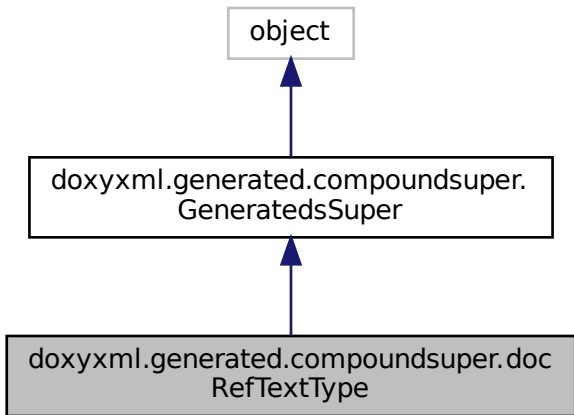 object
doxyxml.generated.compoundsuper.
GeneratedsSuper
doxyxml.generated.compoundsuper.doc
RefTextType